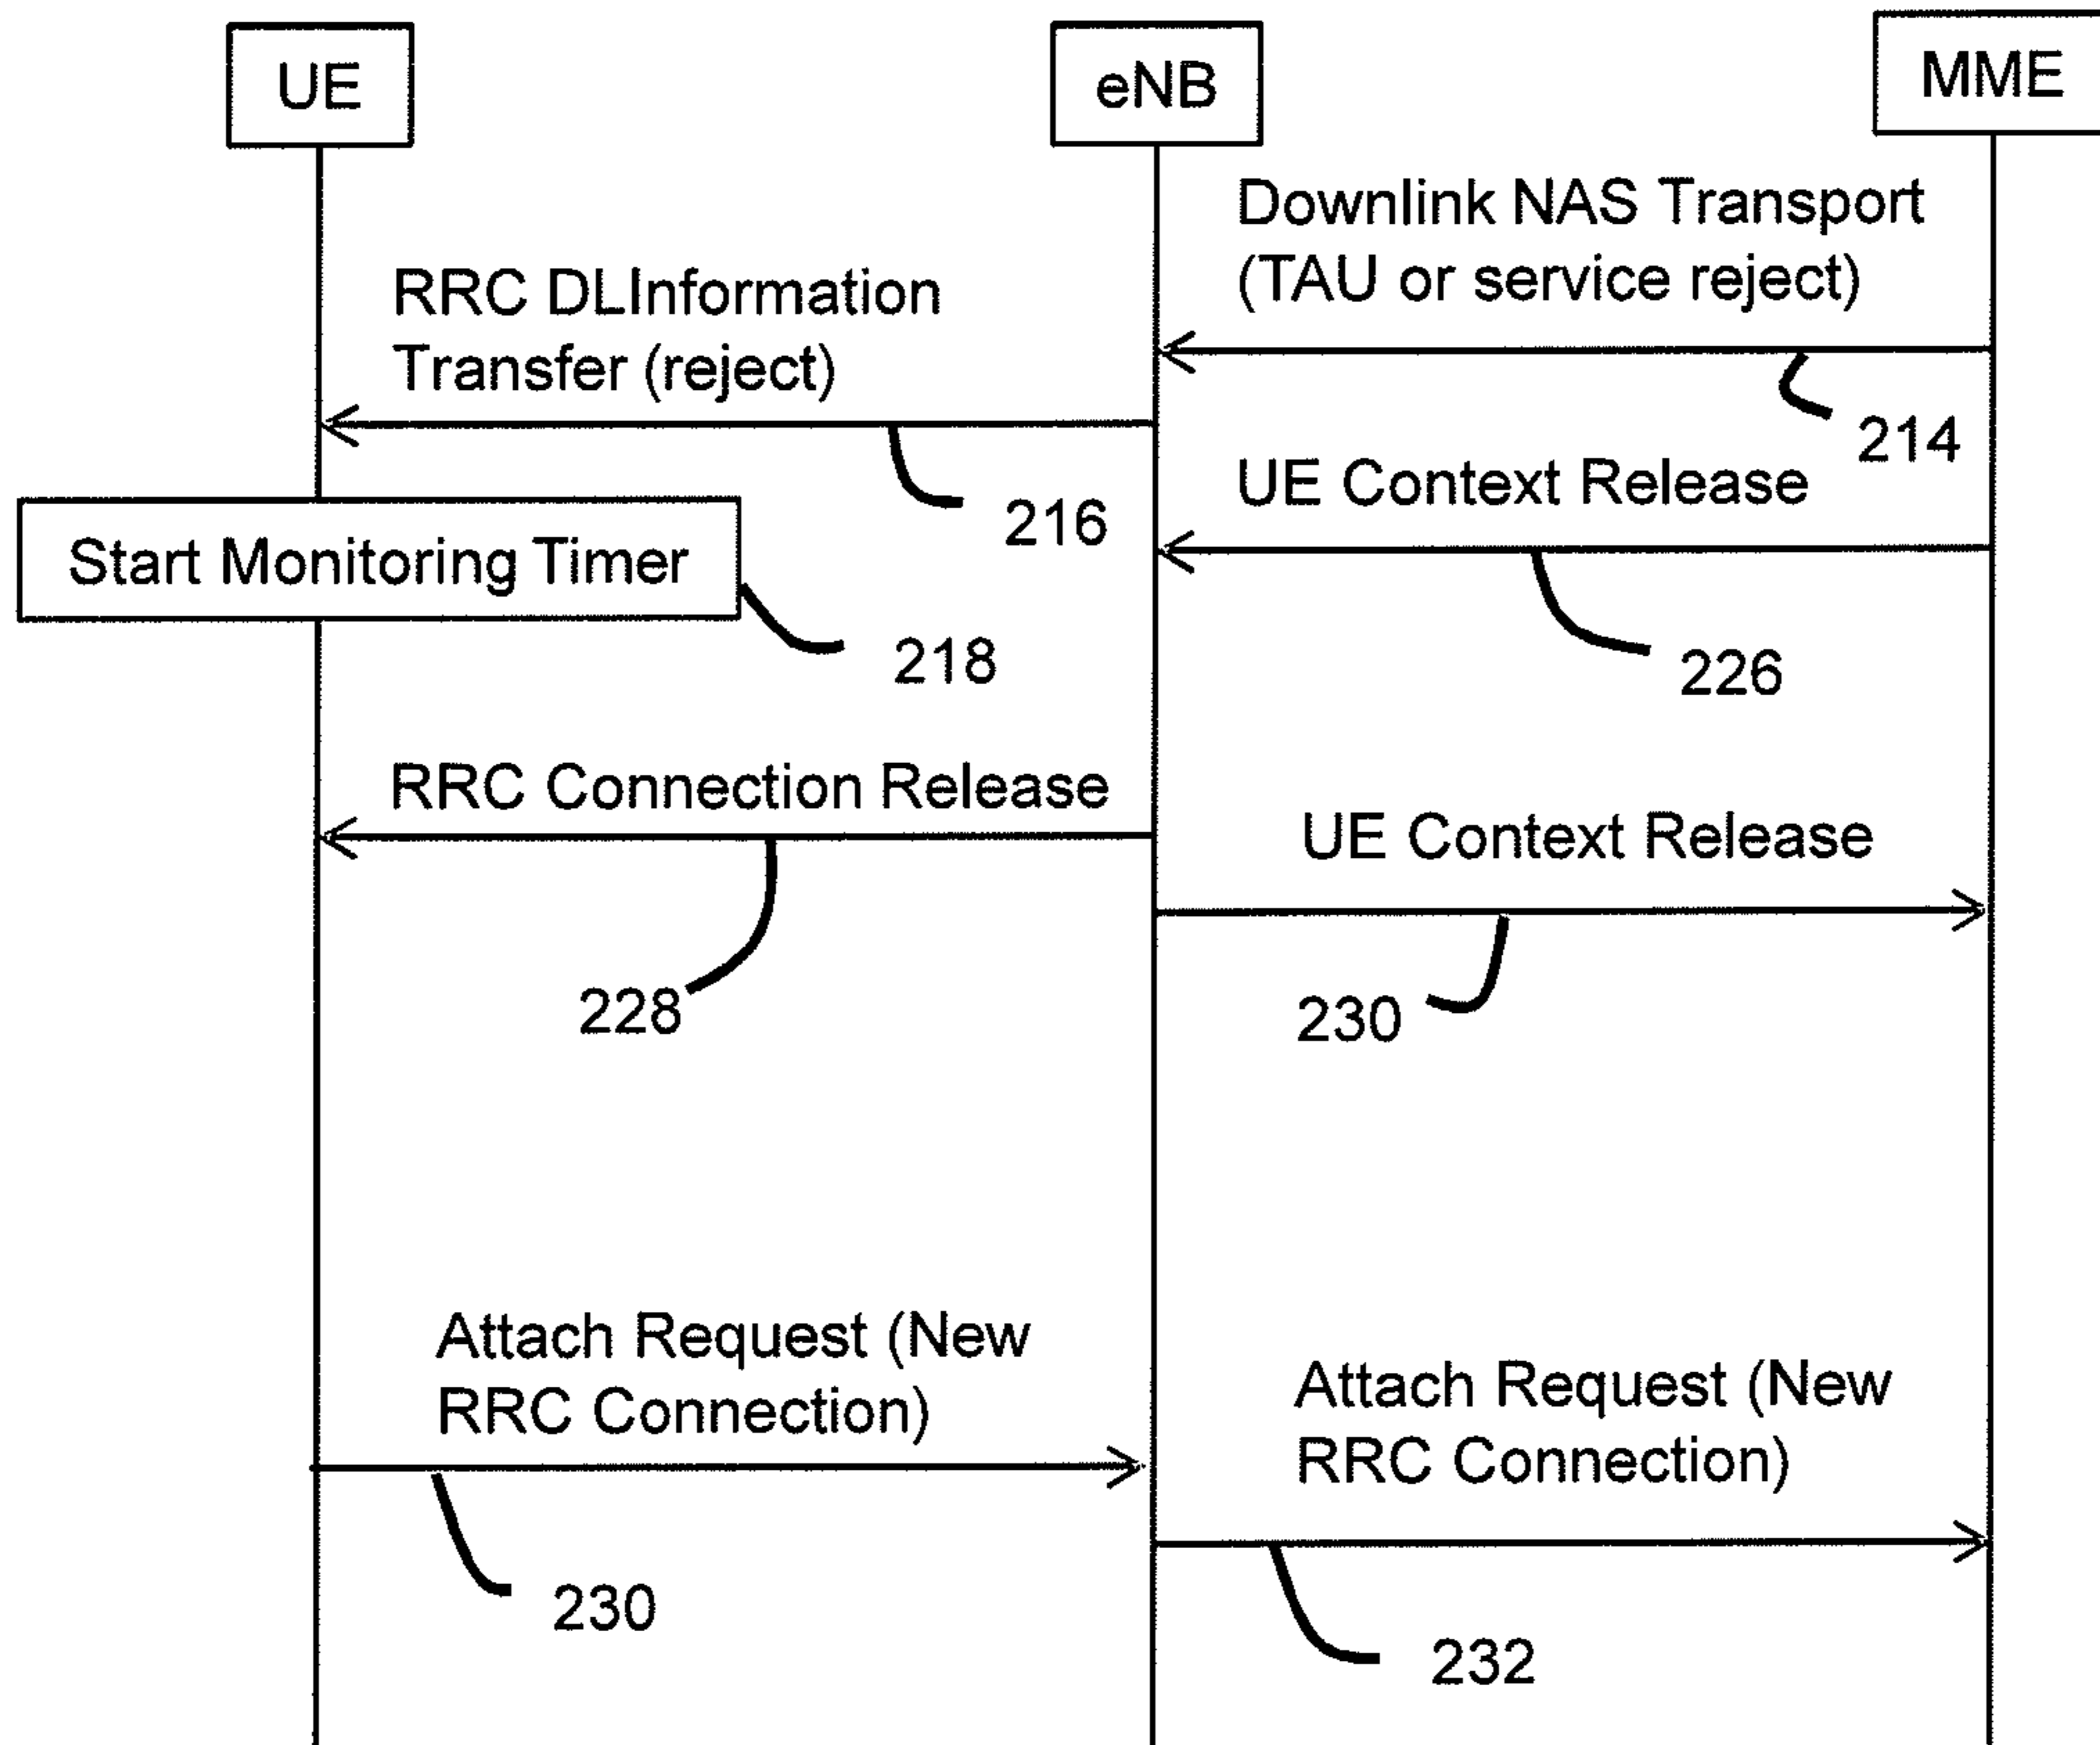 UE
eNB
MME
Downlink NAS Transport
(TAU or service reject)
RRC DLInformation
Transfer (reject)
214
UE Context Release
216
Start Monitoring Timer
218
226
RRC Connection Release
UE Context Release
228
230
Attach Request (New
RRC Connection)
Attach Request (New
RRC Connection)
230
232